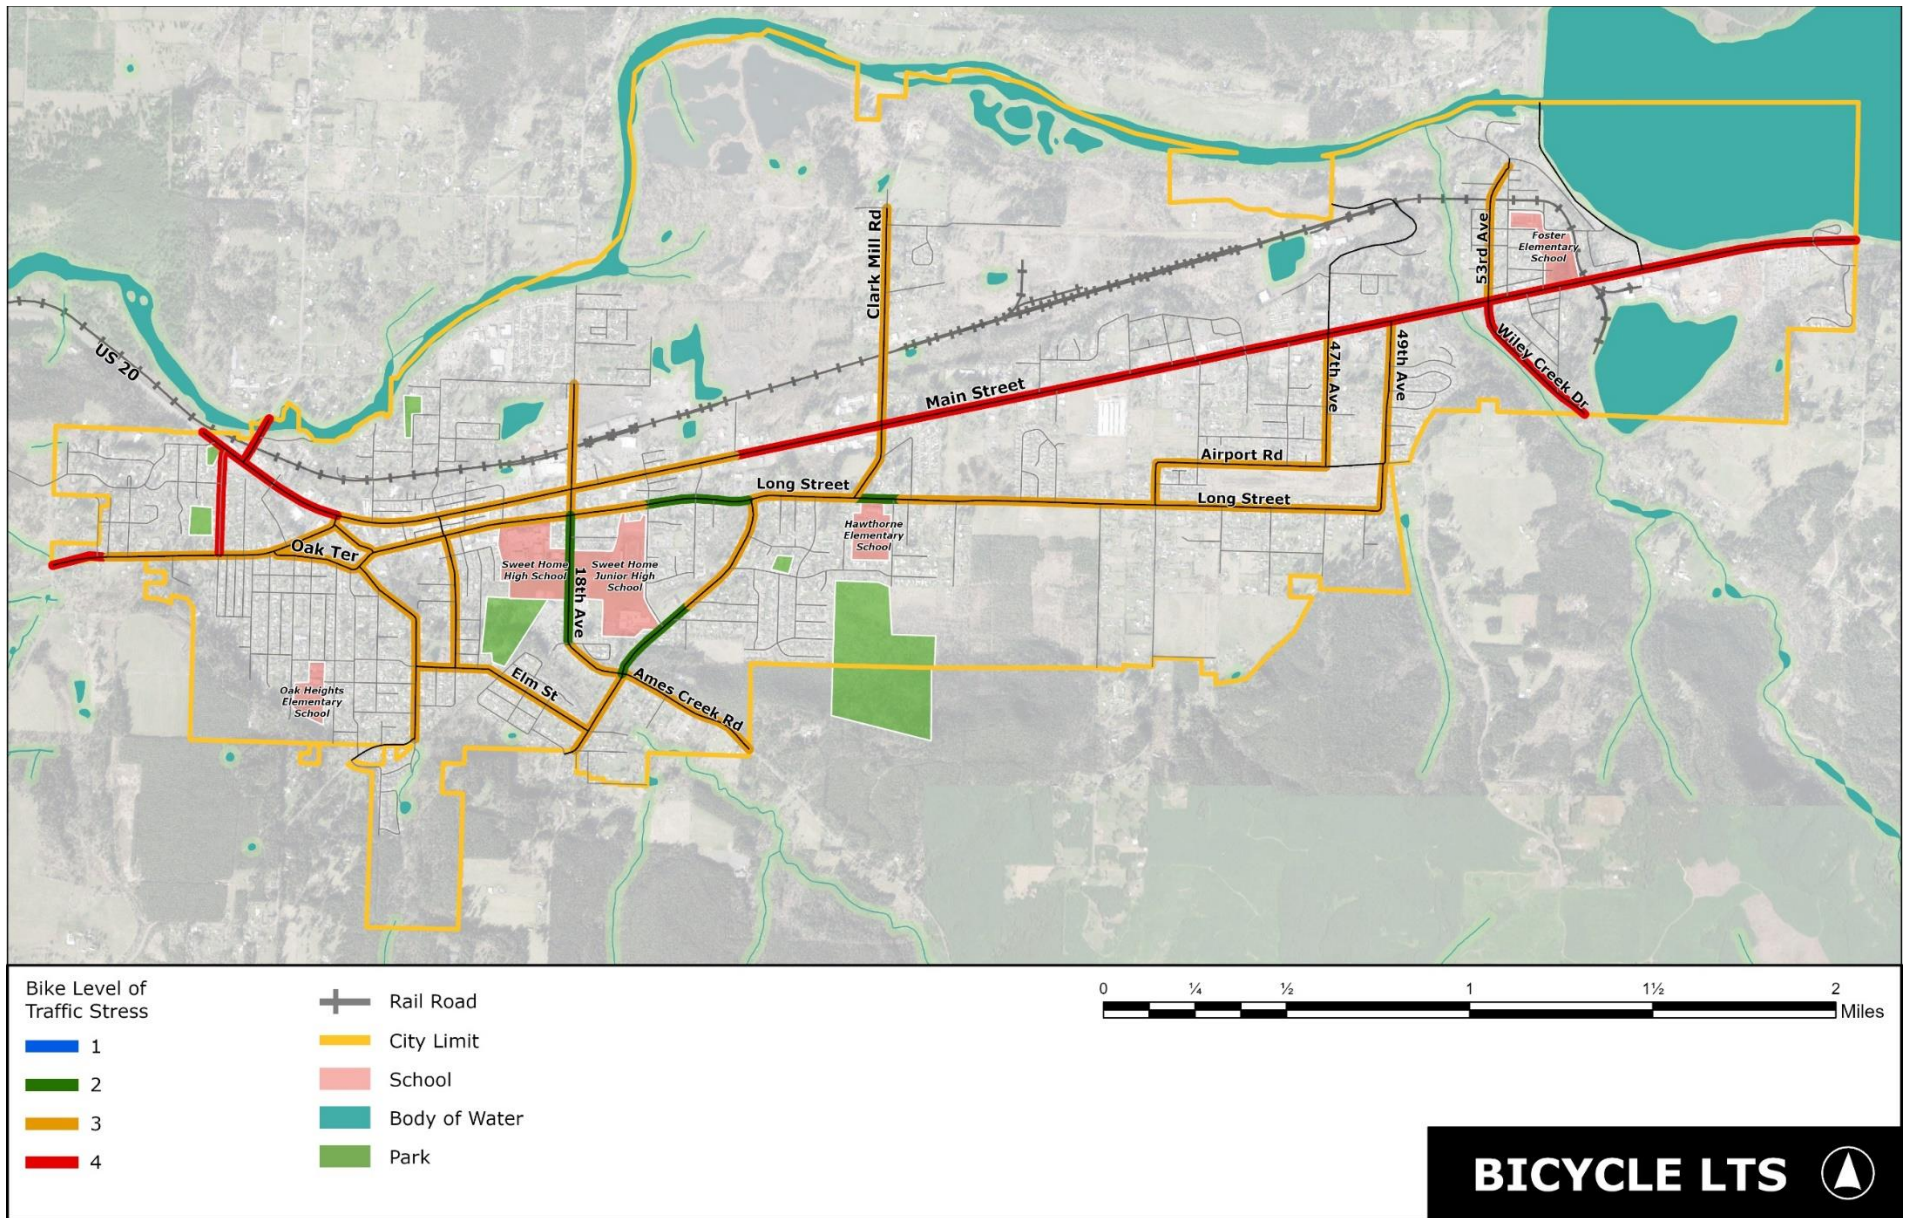 Clark Mill Rd
53rd Ave
Foster
Elementary
School
US 20
Main Street
47th Ave
49th Ave
Wiley Creek Dr
Airport Rd
Long Street
Long Street
Oak Ter
Hawthorne
Elementary
School
Sweet Home
High School
18th Ave
Sweet Home
Junior High
School
Elm St
Ames Creek Rd
Oak Heights
Elementary
School
Bike Level of
Traffic Stress
1
2
3
4
Rail Road
City Limit
School
Body of Water
Park
0 ¼ ½ 1 1½ 2
Miles
BICYCLE LTS